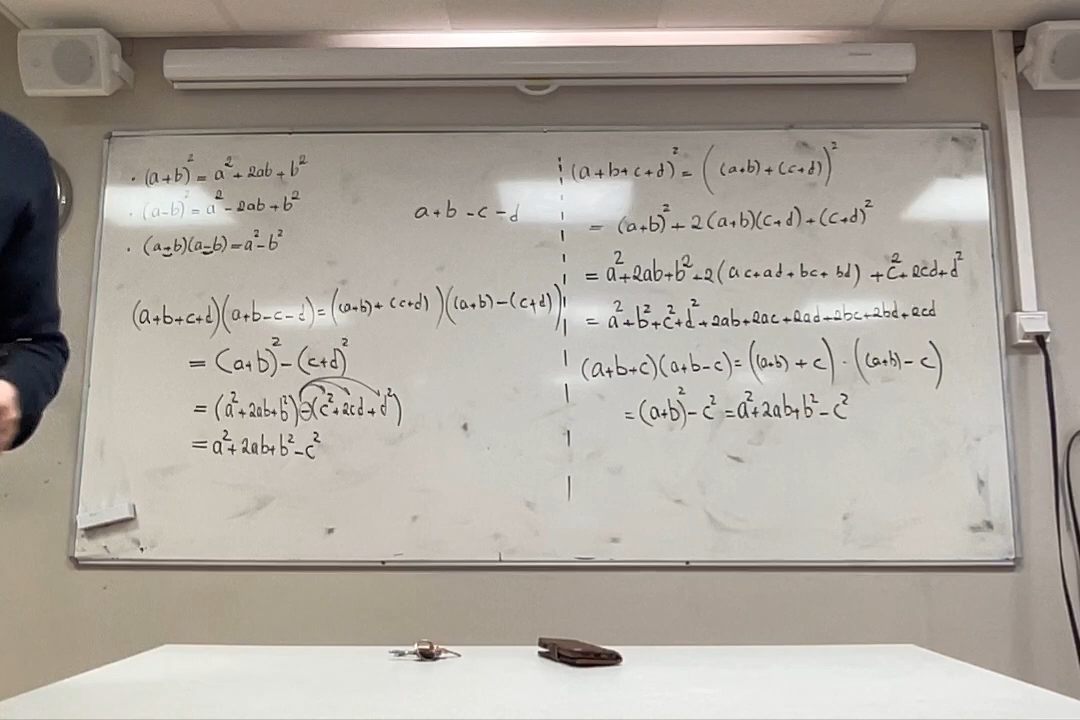 · (a+b)² = a² + 2ab + b²
· (a-b)² = a² - 2ab + b²
· (a+b)(a-b) = a² - b²
a+b -c -d
(a+b+c+d)(a+b-c-d) = ((a+b) + (c+d))((a+b) - (c+d))
= (a+b)² - (c+d)²
= (a²+2ab+b²) - (c²+2cd+d²)
= a²+2ab+b²-c²
(a+b+c+d)² = ((a+b) + (c+d))²
= (a+b)² + 2(a+b)(c+d) + (c+d)²
= a²+2ab+b²+2(ac+ad+bc+bd) + c²+2cd+d²
= a²+b²+c²+d²+2ab+2ac+2ad+2bc+2bd+2cd
(a+b+c)(a+b-c) = ((a+b) + c) · ((a+b) - c)
= (a+b)² - c² = a²+2ab+b²-c²